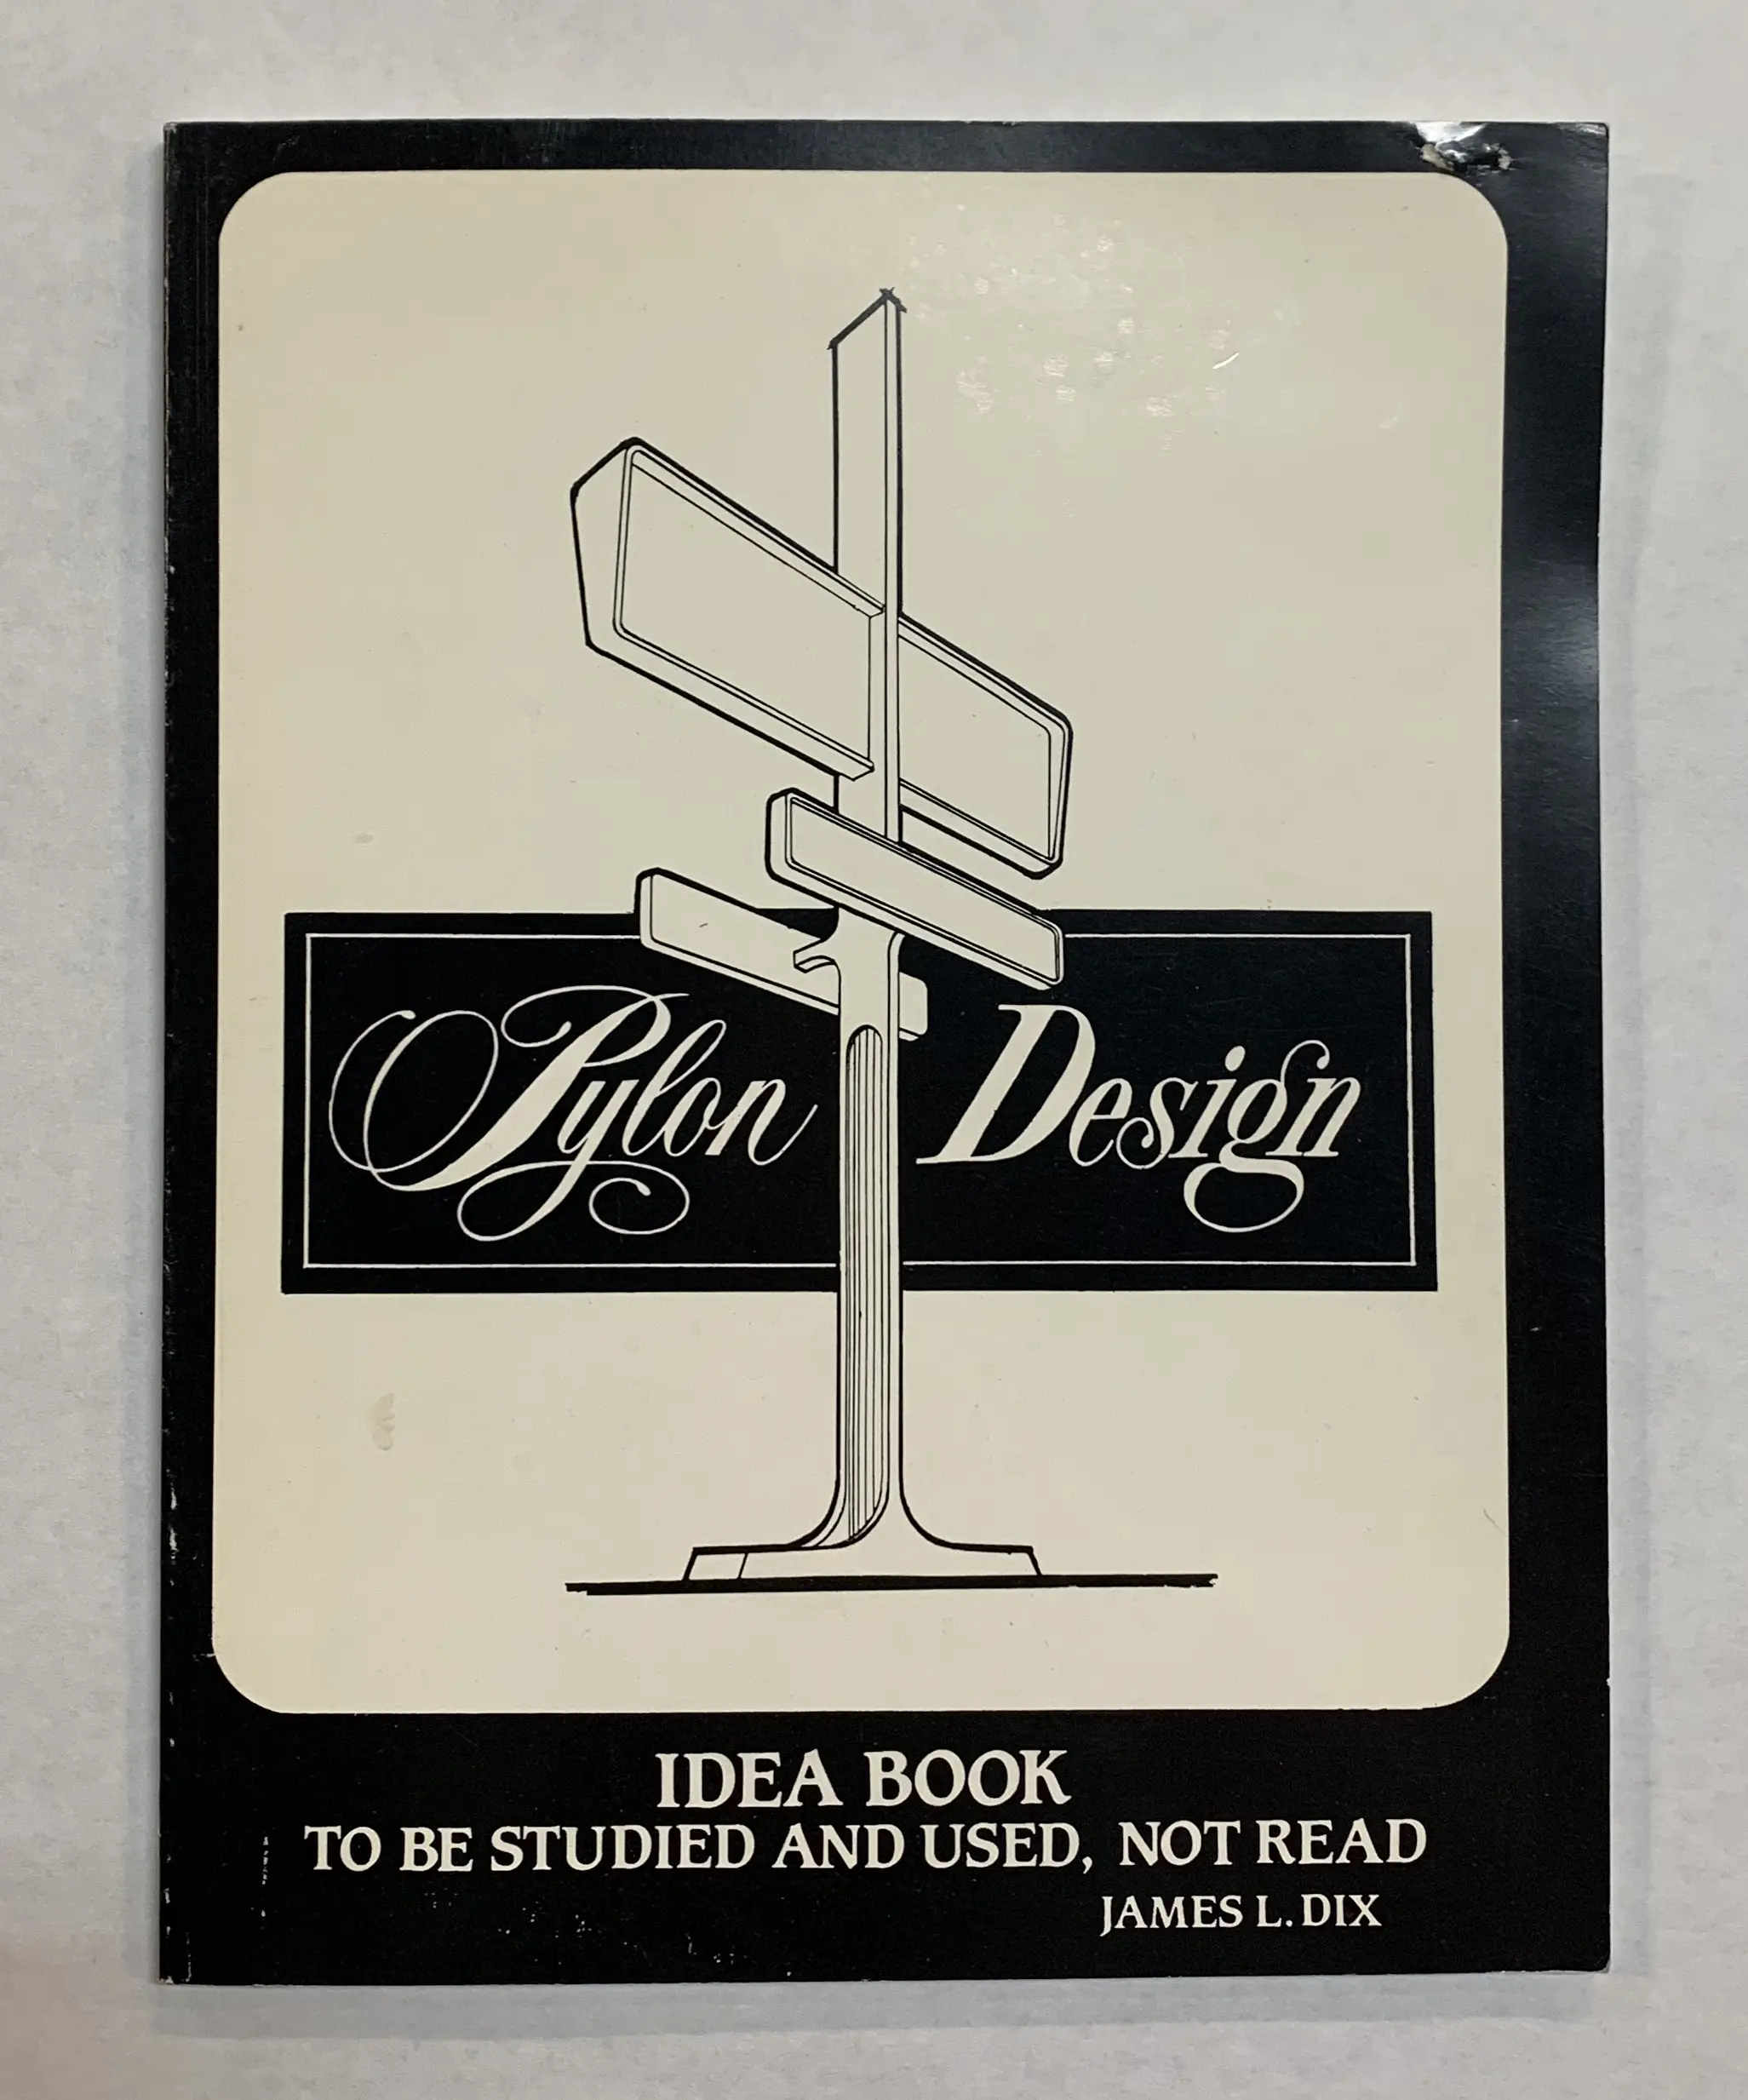 Pylon Design
IDEA BOOK
TO BE STUDIED AND USED, NOT READ
JAMES L. DIX